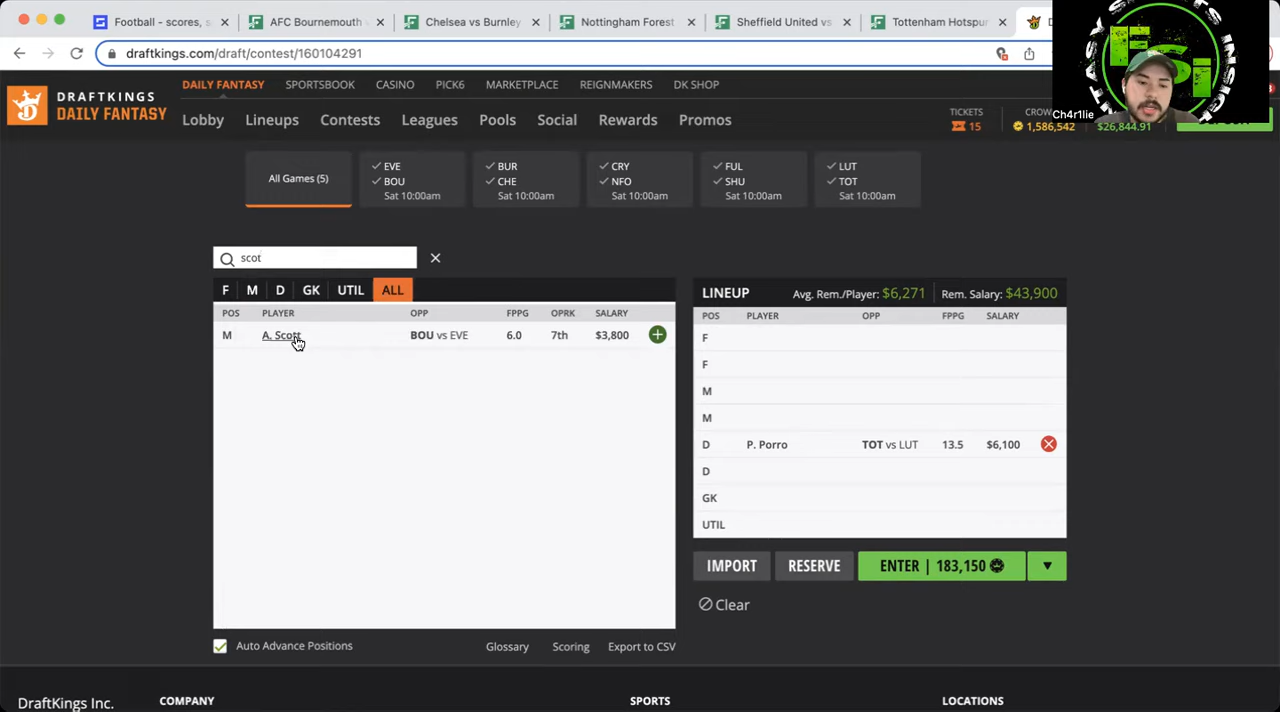 Football - scores, s
AFC Bournemouth v
Chelsea vs Burnley
Nottingham Forest
Sheffield United vs
Tottenham Hotspu
draftkings.com/draft/contest/160104291
FSi
Ch4r1lie
DAILY FANTASY SPORTSBOOK CASINO PICK6 MARKETPLACE REIGNMAKERS DK SHOP
DRAFTKINGS
DAILY FANTASY
Lobby Lineups Contests Leagues Pools Social Rewards Promos
TICKETS
15
CROW
1,586,542
$26,844.91
All Games (5)
EVE
BOU
Sat 10:00am
BUR
CHE
Sat 10:00am
CRY
NFO
Sat 10:00am
FUL
SHU
Sat 10:00am
LUT
TOT
Sat 10:00am
scot
F M D GK UTIL ALL
POS PLAYER OPP FPPG OPRK SALARY
M A. Scott BOU vs EVE 6.0 7th $3,800
LINEUP Avg. Rem./Player: $6,271 Rem. Salary: $43,900
POS PLAYER OPP FPPG SALARY
F
F
M
M
D P. Porro TOT vs LUT 13.5 $6,100
D
GK
UTIL
IMPORT RESERVE ENTER | 183,150
Clear
Auto Advance Positions Glossary Scoring Export to CSV
DraftKings Inc. COMPANY SPORTS LOCATIONS